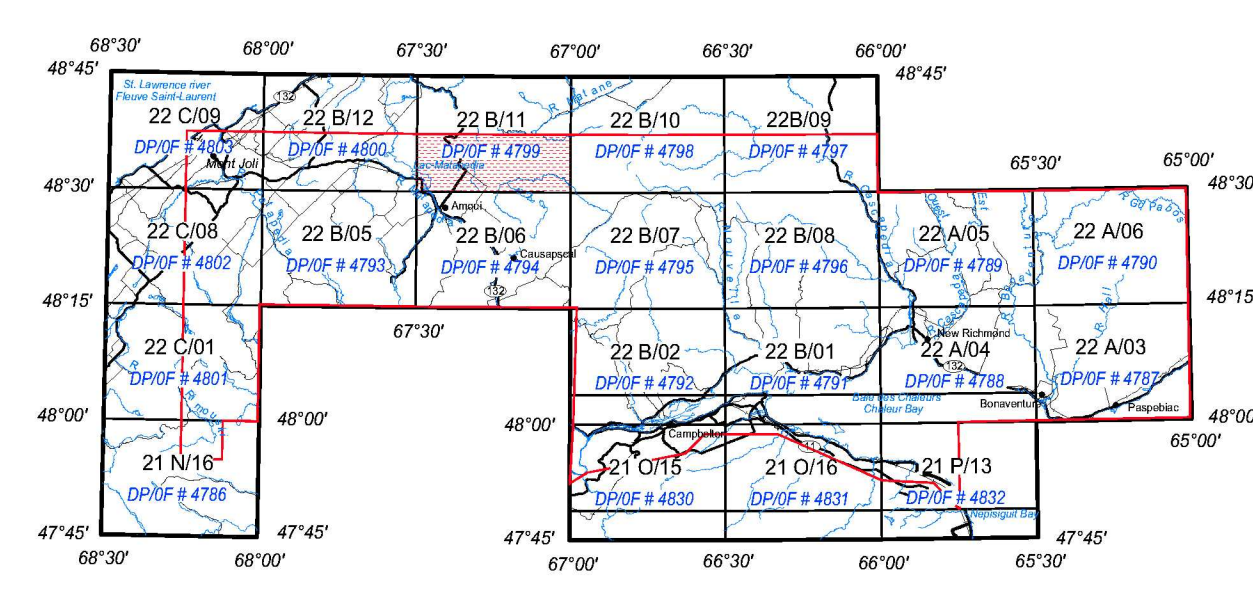 68°30' 68°00' 67°30' 67°00' 66°30' 66°00'
48°45' 48°45'
St. Lawrence river
Fleuve Saint-Laurent
132
R Matane
22 C/09 22 B/12 22 B/11 22 B/10 22B/09
DP/0F # 4803 DP/0F # 4800 DP/0F # 4799 DP/0F # 4798 DP/0F # 4797
Mont Joli
Lac-Matapedia
65°30' 65°00'
48°30' 48°30'
Amqui
R Gd Pabos
22 C/08 22 B/05 22 B/06 22 B/07 22 B/08 22 A/05 22 A/06
Causapscal
DP/0F # 4802 DP/0F # 4793 DP/0F # 4794 DP/0F # 4795 DP/0F # 4796 DP/0F # 4789 DP/0F # 4790
132
48°15' 48°15'
67°30'
R Hall
New Richmond
22 C/01 22 B/02 22 B/01 22 A/04 22 A/03
132
DP/0F # 4801 DP/0F # 4792 DP/0F # 4791 DP/0F # 4788 DP/0F # 4787
Baie des Chaleurs
Chaleur Bay
Bonaventure
Paspebiac
48°00' 48°00' 48°00' 48°00'
Campbellton
65°00'
11
21 N/16 21 O/15 21 O/16 21 P/13
DP/0F # 4786 DP/0F # 4830 DP/0F # 4831 DP/0F # 4832
Nepisiguit Bay
47°45' 47°45' 47°45' 47°45'
68°30' 68°00' 67°00' 66°30' 66°00' 65°30'